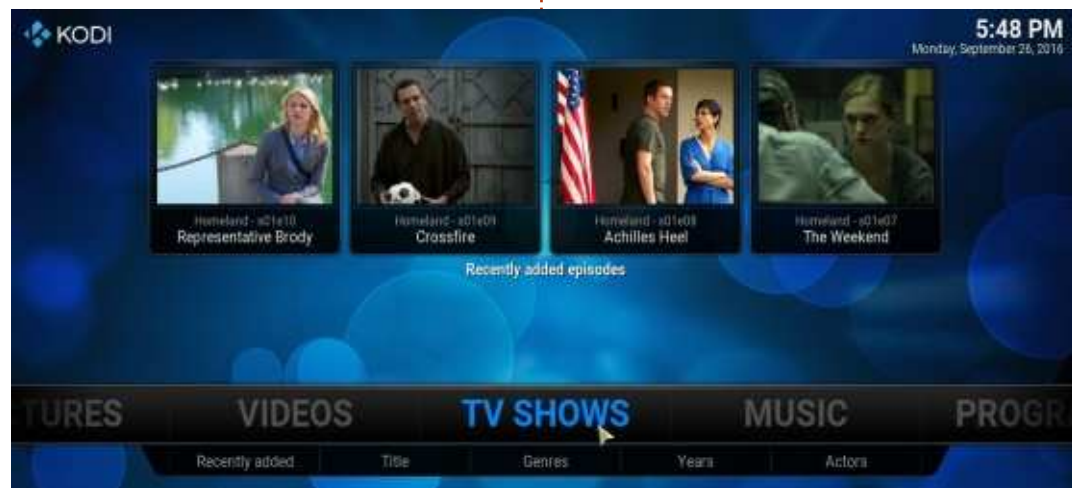 KODI
5:48 PM
Monday, September 26, 2016
Homeland - s01e10
Representative Brody
Homeland - s01e09
Crossfire
Homeland - s01e08
Achilles Heel
Homeland - s01e07
The Weekend
Recently added episodes
TURES VIDEOS TV SHOWS MUSIC PROGRA
Recently added Title Genres Years Actors